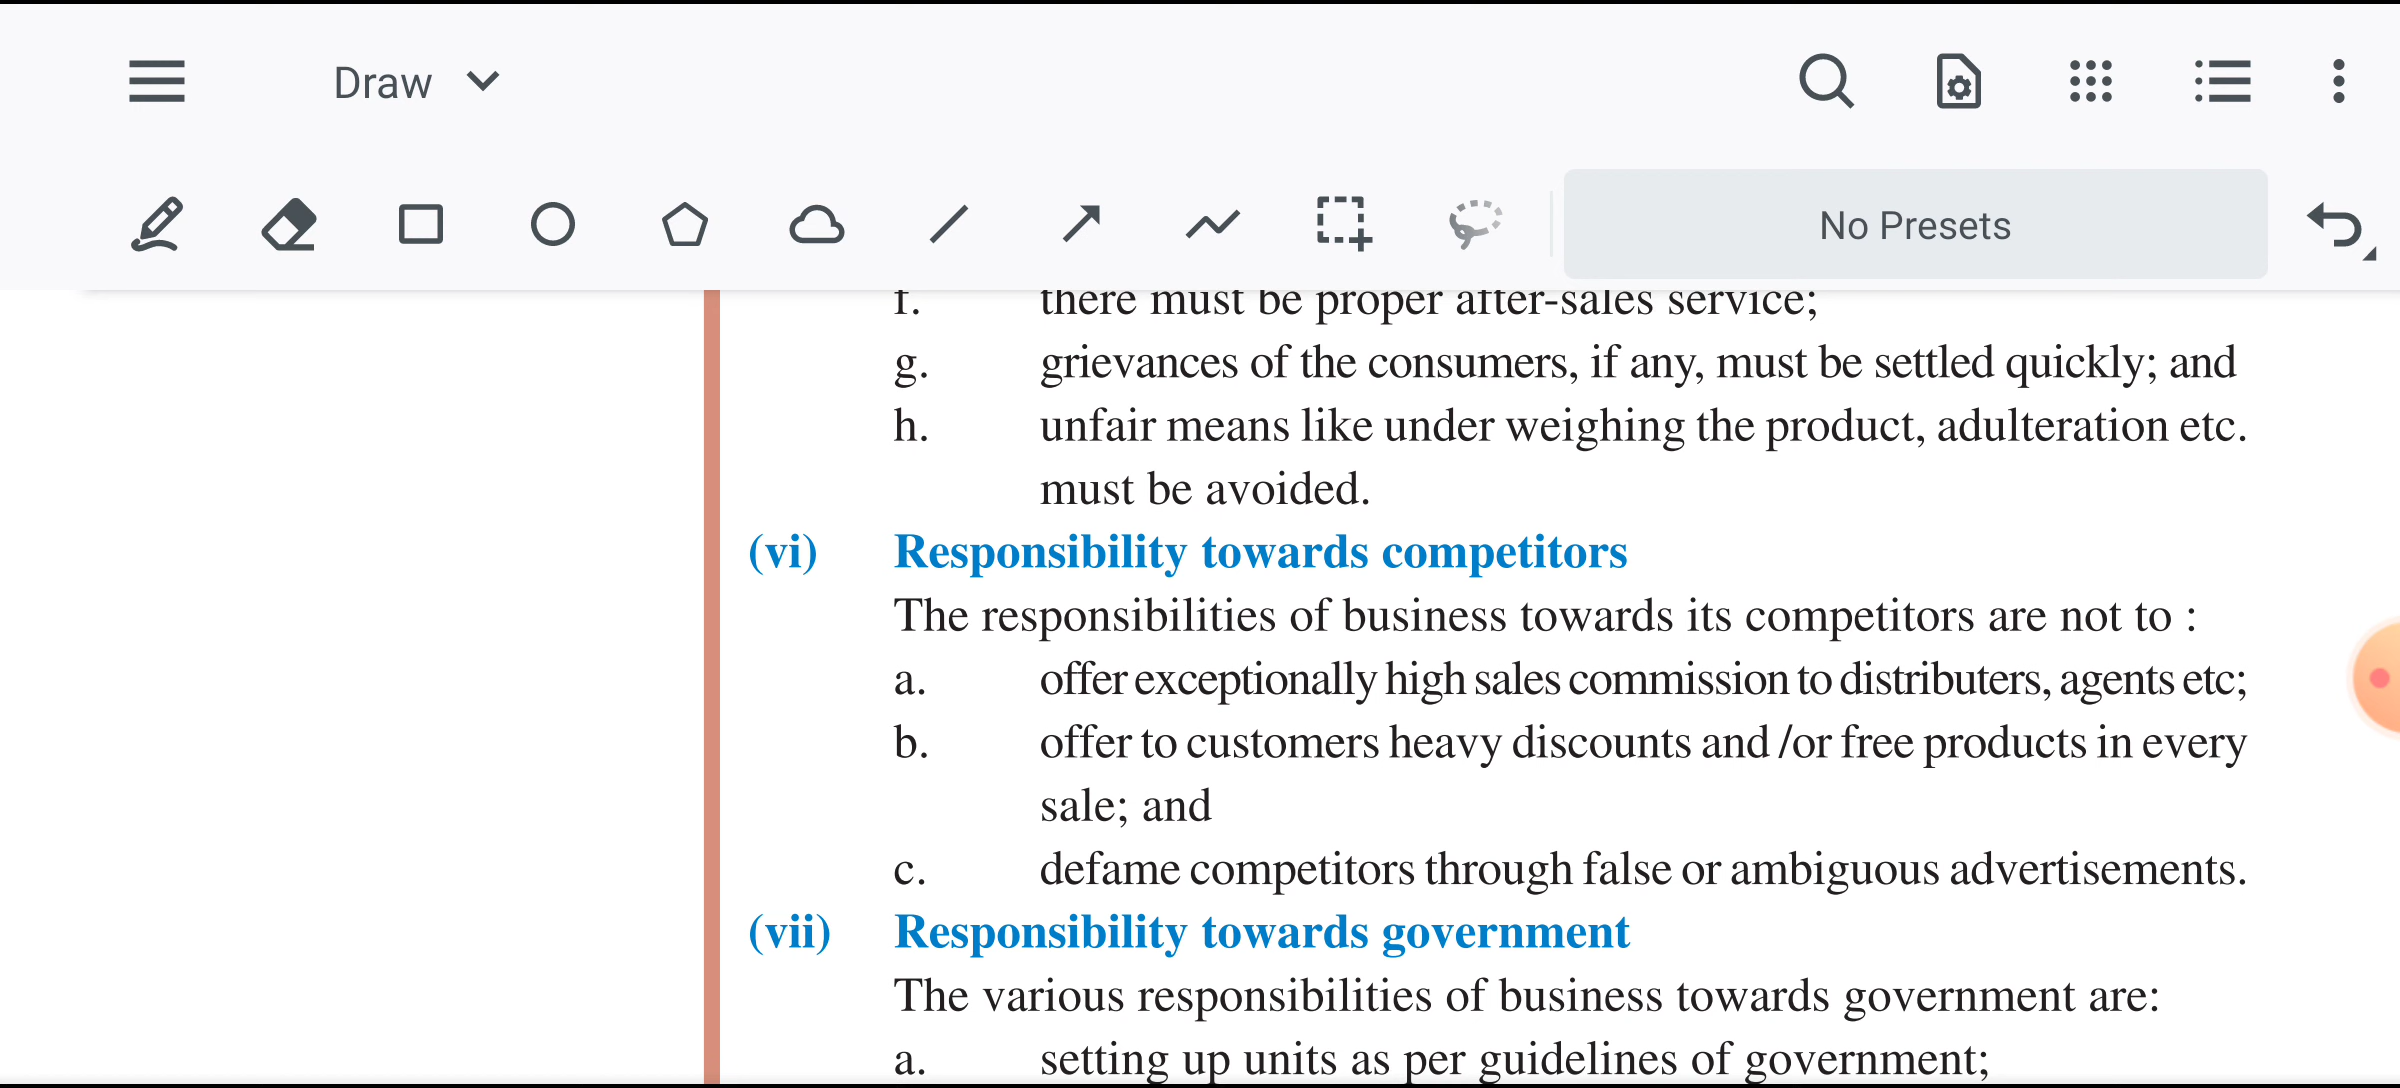 Draw
No Presets
f. there must be proper after-sales service;
g. grievances of the consumers, if any, must be settled quickly; and
h. unfair means like under weighing the product, adulteration etc.
must be avoided.
(vi) Responsibility towards competitors
The responsibilities of business towards its competitors are not to :
a. offer exceptionally high sales commission to distributers, agents etc;
b. offer to customers heavy discounts and /or free products in every
sale; and
c. defame competitors through false or ambiguous advertisements.
(vii) Responsibility towards government
The various responsibilities of business towards government are:
a. setting up units as per guidelines of government;